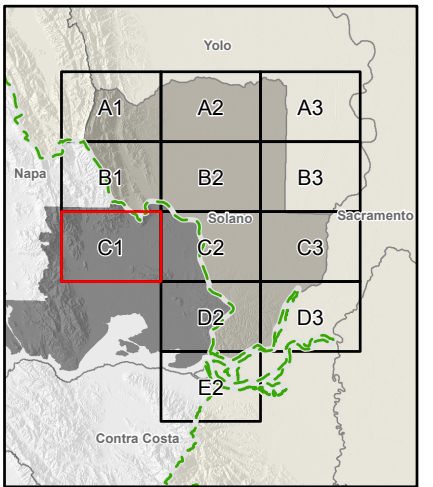 Yolo
A1 A2 A3
Napa
B1 B2 B3
Solano
Sacramento
C1 C2 C3
D2 D3
E2
Contra Costa